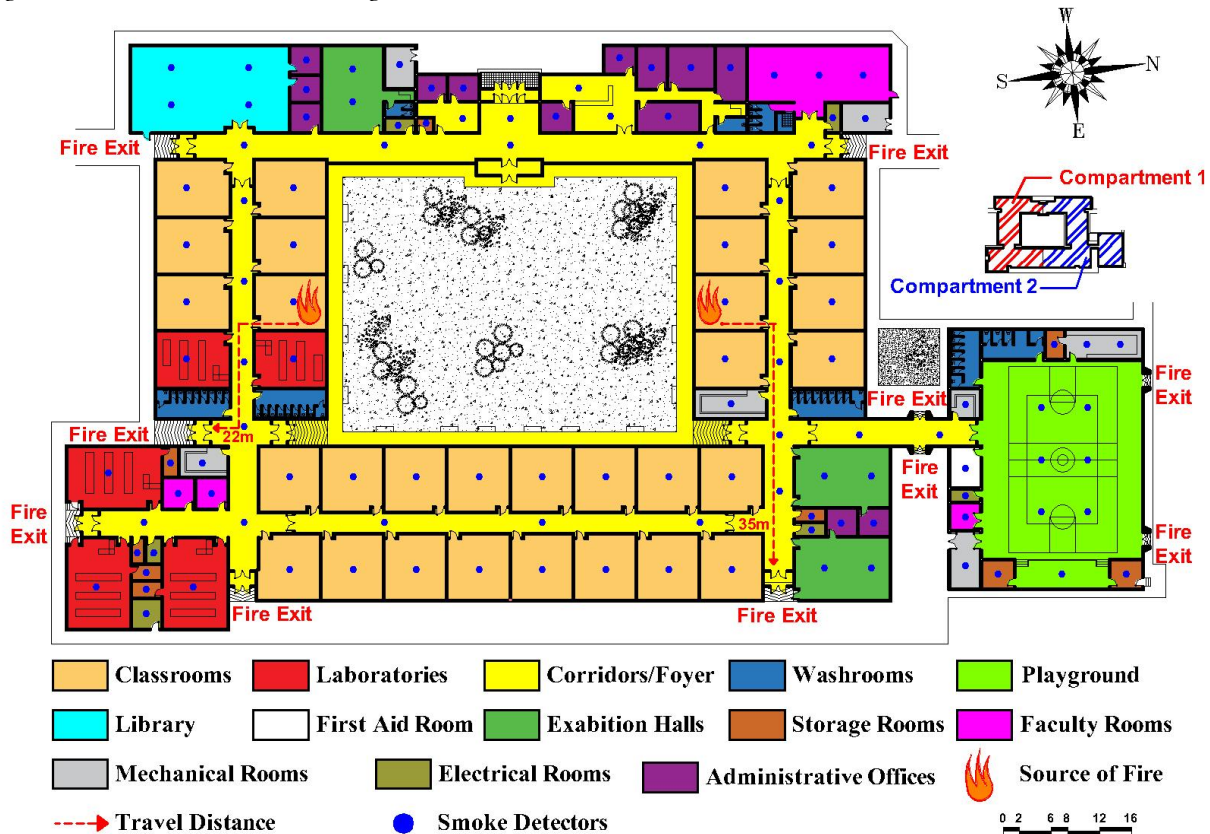 W
S
N
E
Fire Exit
Fire Exit
Compartment 1
Compartment 2
Fire Exit
Fire
Exit
Fire Exit
22m
Fire
Exit
Fire
Exit
35m
Fire
Exit
Fire Exit
Fire Exit
Classrooms
Laboratories
Corridors/Foyer
Washrooms
Playground
Library
First Aid Room
Exabition Halls
Storage Rooms
Faculty Rooms
Mechanical Rooms
Electrical Rooms
Administrative Offices
Source of Fire
Travel Distance
Smoke Detectors
0 2 6 8 12 16